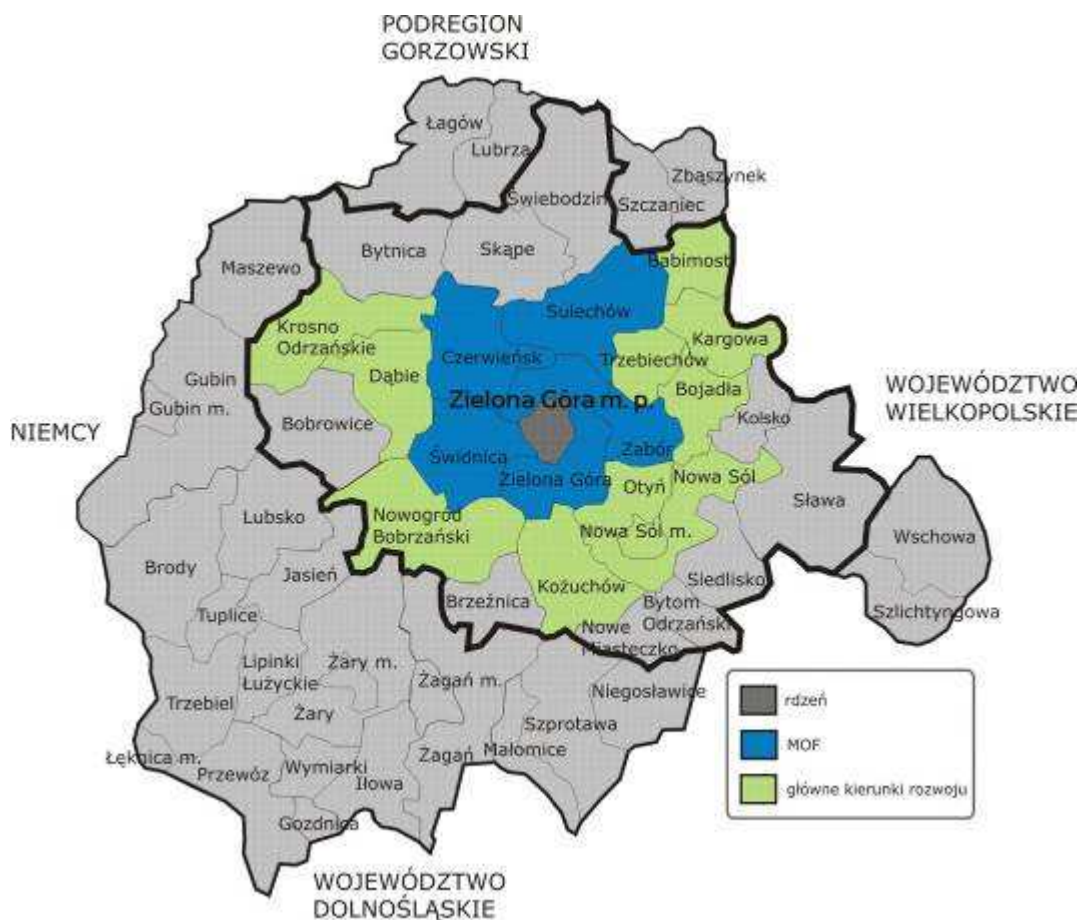 PODREGION
GORZOWSKI
Łagów
Lubrza
Zbąszynek
Świebodzin
Szczaniec
Bytnica
Skąpe
Babimost
Maszewo
Sulechów
Krosno
Odrzańskie
Kargowa
Trzebiechów
Czerwieńsk
Dąbie
Bojadła
Gubin
WOJEWÓDZTWO
WIELKOPOLSKIE
Zielona Góra m. p.
Gubin m.
Kolsko
Bobrowice
NIEMCY
Zabór
Świdnica
Nowa Sól
Zielona Góra
Otyń
Sława
Nowogród
Bobrzański
Lubsko
Nowa Sól m.
Wschowa
Brody
Jasień
Siedlisko
Kożuchów
Brzeźnica
Bytom
Odrzański
Tuplice
Szlichtyngowa
Nowe
Miasteczko
Lipinki
Łużyckie
Żary m.
Żagań m.
Niegosławice
Trzebiel
rdzeń
Żary
Szprotawa
MOF
Łęknica m.
Przewóz
Wymiarki
Żagań
Małomice
Iłowa
główne kierunki rozwoju
Gozdnica
WOJEWÓDZTWO
DOLNOŚLĄSKIE